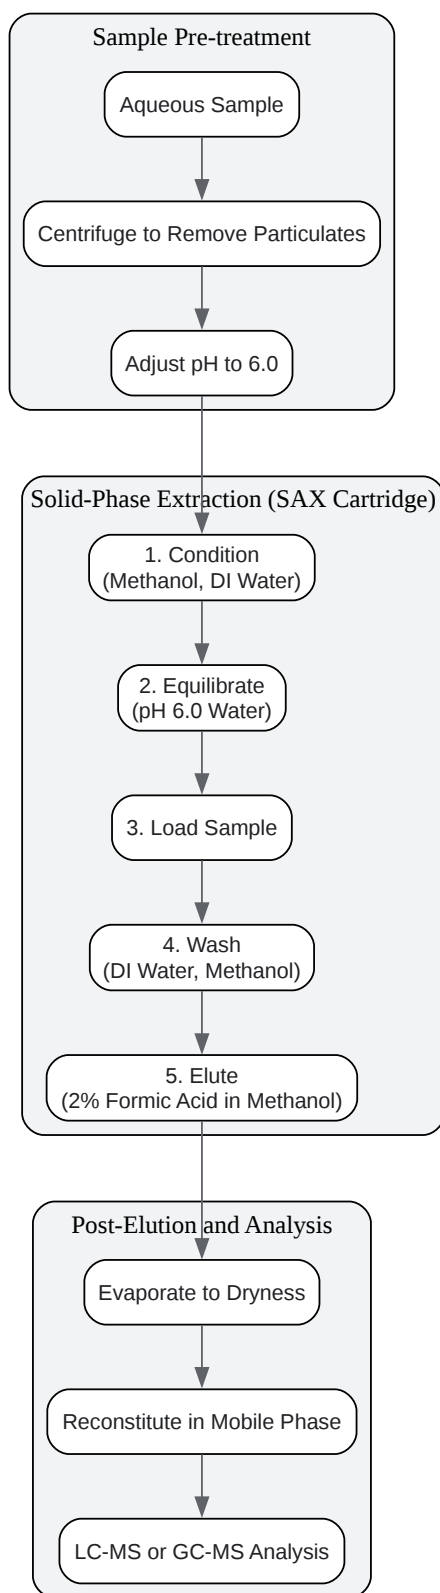 Sample Pre-treatment
Aqueous Sample
Centrifuge to Remove Particulates
Adjust pH to 6.0
Solid-Phase Extraction (SAX Cartridge)
1. Condition
(Methanol, DI Water)
2. Equilibrate
(pH 6.0 Water)
3. Load Sample
4. Wash
(DI Water, Methanol)
5. Elute
(2% Formic Acid in Methanol)
Post-Elution and Analysis
Evaporate to Dryness
Reconstitute in Mobile Phase
LC-MS or GC-MS Analysis